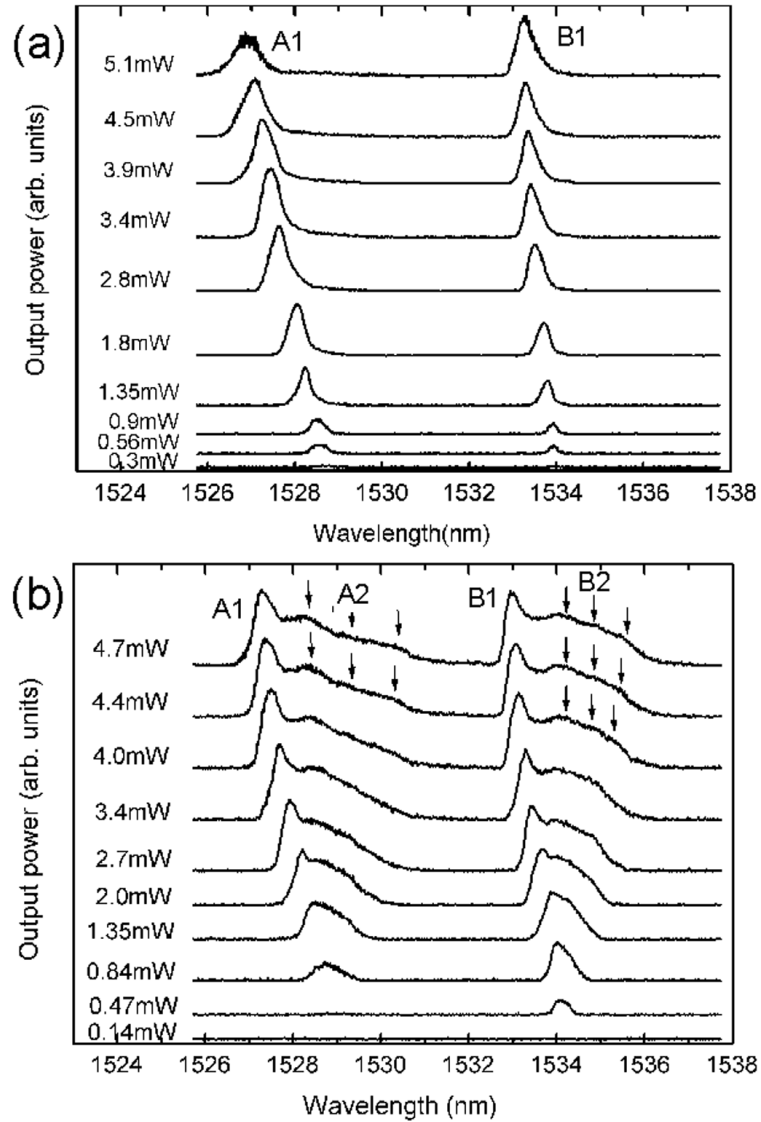 (a)
A1
B1
5.1mW
4.5mW
3.9mW
3.4mW
2.8mW
1.8mW
1.35mW
0.9mW
0.56mW
0.3mW
Output power (arb. units)
1524 1526 1528 1530 1532 1534 1536 1538
Wavelength(nm)
(b)
A1 A2 B1 B2
4.7mW
4.4mW
4.0mW
3.4mW
2.7mW
2.0mW
1.35mW
0.84mW
0.47mW
0.14mW
Output power (arb. units)
1524 1526 1528 1530 1532 1534 1536 1538
Wavelength (nm)